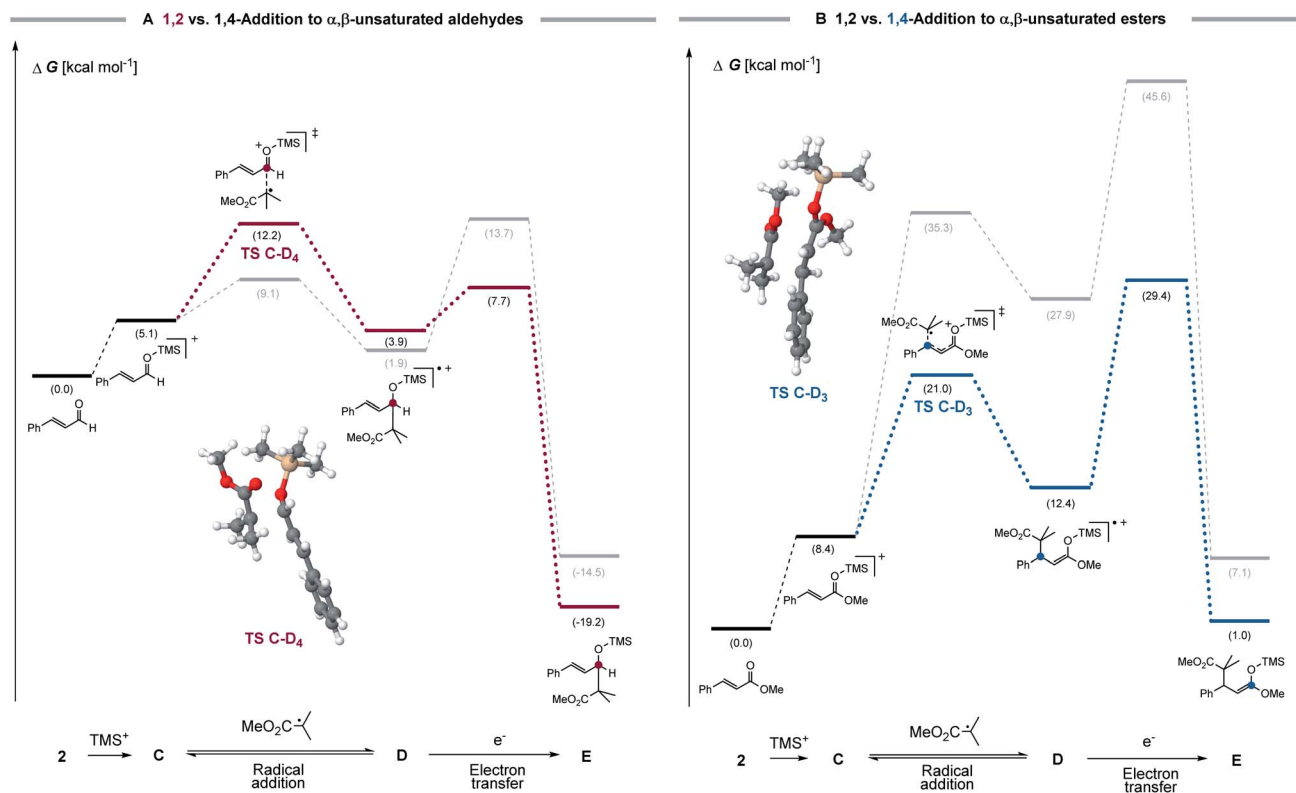 A 1,2 vs. 1,4-Addition to α,β-unsaturated aldehydes
Δ G [kcal mol⁻¹]
‡
+
O
TMS
Ph
H
MeO₂C
(12.2)
TS C-D₄
(9.1)
(13.7)
(7.7)
(5.1)
(3.9)
(1.9)
(0.0)
+
O
TMS
Ph
H
O
Ph
H
• +
O
TMS
Ph
H
MeO₂C
TS C-D₄
(-14.5)
(-19.2)
O
TMS
Ph
H
MeO₂C
2
TMS⁺
C
MeO₂C
Radical
addition
D
e⁻
Electron
transfer
E
B 1,2 vs. 1,4-Addition to α,β-unsaturated esters
Δ G [kcal mol⁻¹]
(45.6)
(35.3)
(27.9)
(29.4)
TS C-D₃
MeO₂C
+
O
TMS
‡
Ph
OMe
(21.0)
TS C-D₃
(12.4)
(8.4)
+
O
TMS
Ph
OMe
MeO₂C
O
TMS
• +
Ph
OMe
(7.1)
(0.0)
(1.0)
O
Ph
OMe
MeO₂C
O
TMS
Ph
OMe
2
TMS⁺
C
MeO₂C
Radical
addition
D
e⁻
Electron
transfer
E